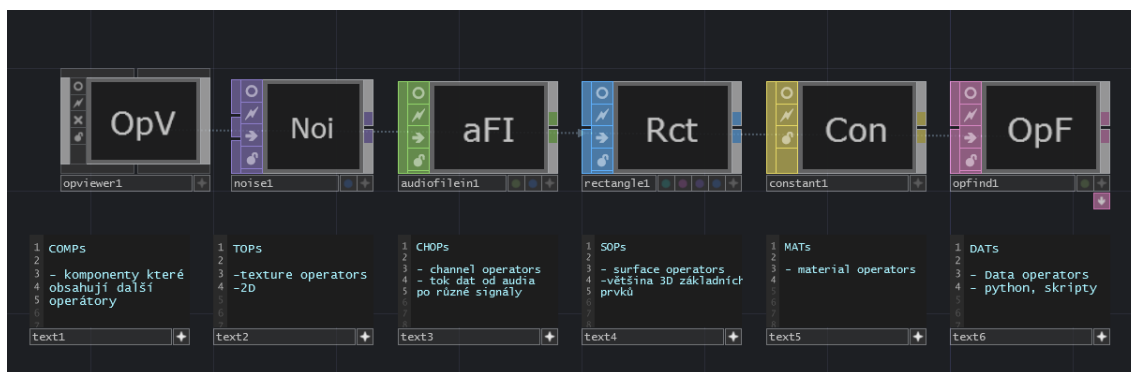 OpV
Noi
aFI
Rct
Con
OpF
opviewer1
noise1
audiofilein1
rectangle1
constant1
opfind1
1 COMPs
2
3 - komponenty které
4 obsahují další
5 operátory
6
7
text1
1 TOPs
2
3 -texture operators
4 -2D
5
6
7
text2
1 CHOPs
2
3 - channel operators
4 - tok dat od audia
5 po různé signály
6
7
text3
1 SOPs
2
3 - surface operators
4 -většina 3D základních
5 prvků
6
7
8
text4
1 MATs
2
3 - material operators
4
5
6
7
text5
1 DATs
2
3 - Data operators
4 - python, skripty
5
6
7
text6